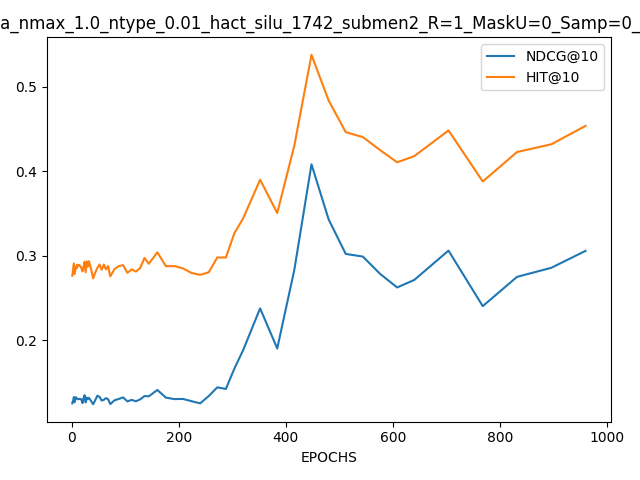 a_nmax_1.0_ntype_0.01_hact_silu_1742_submen2_R=1_MaskU=0_Samp=0_
NDCG@10
HIT@10
0.5
0.4
0.3
0.2
0 200 400 600 800 1000
EPOCHS